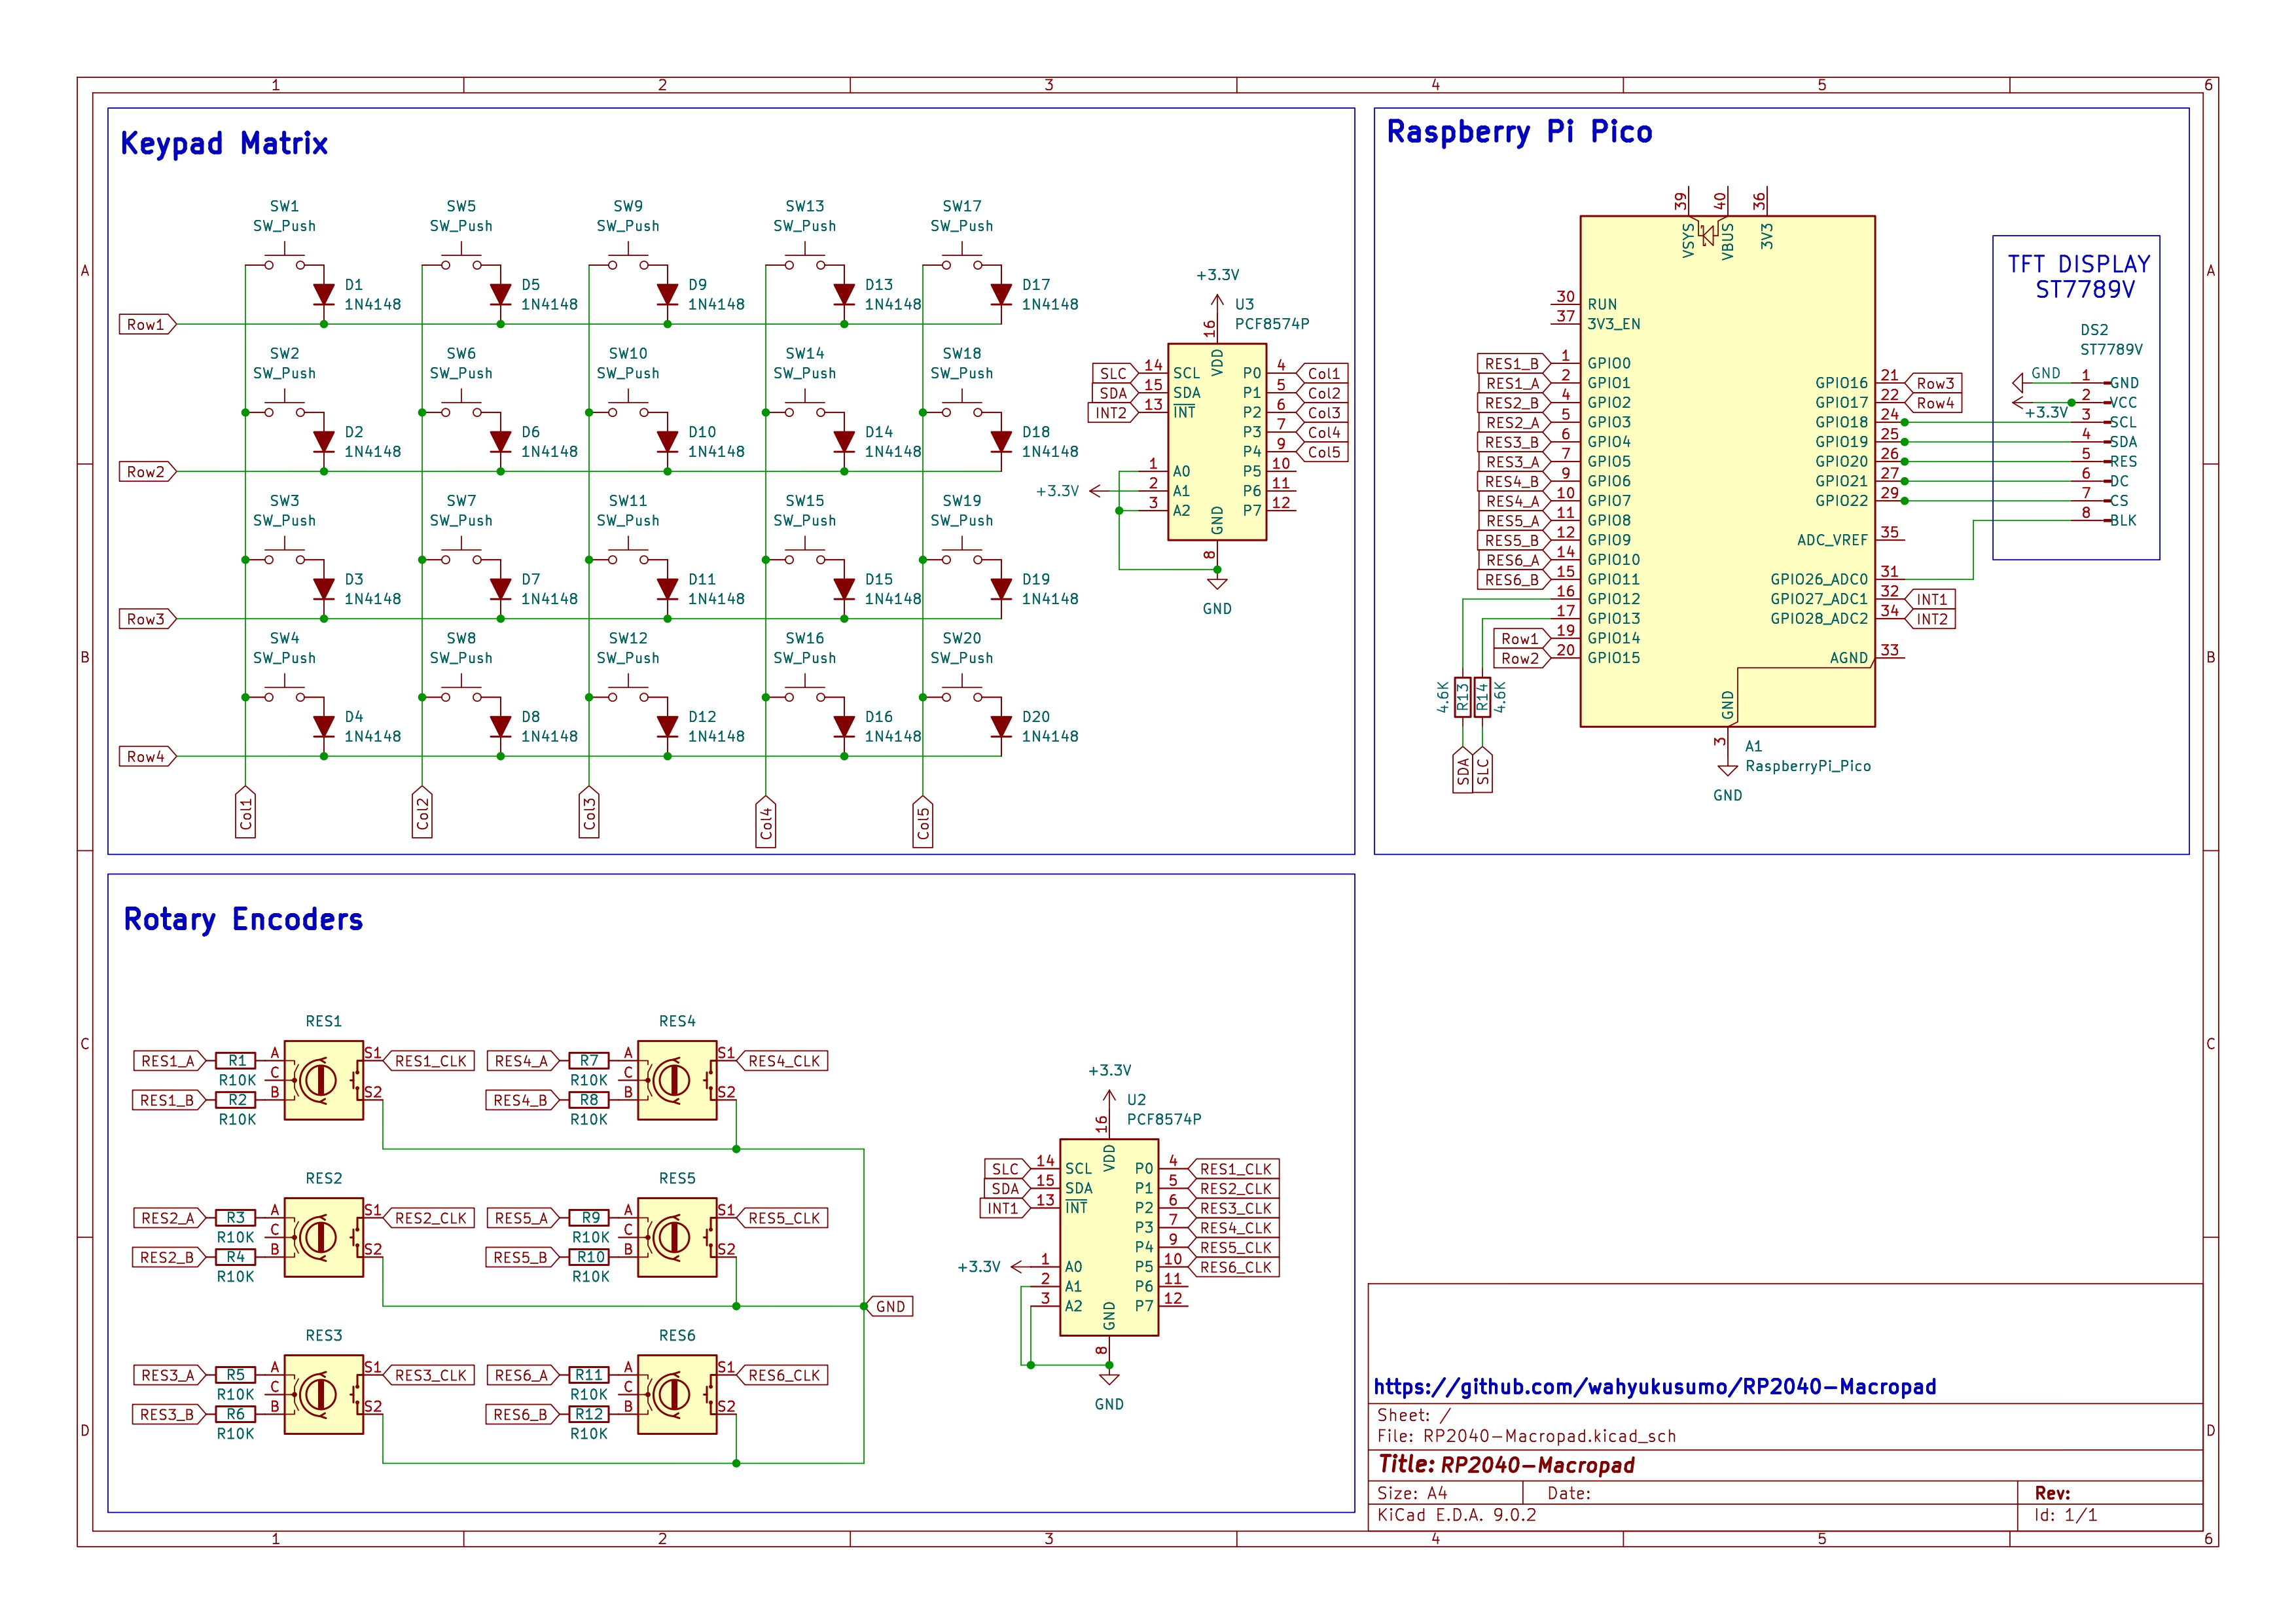 1 2 3 4 5 6
A A
B B
C C
D D
1 2 3 4 5 6
Keypad Matrix
SW1 SW5 SW9 SW13 SW17
SW_Push SW_Push SW_Push SW_Push SW_Push
D1 D5 D9 D13 D17
1N4148 1N4148 1N4148 1N4148 1N4148
Row1
SW2 SW6 SW10 SW14 SW18
SW_Push SW_Push SW_Push SW_Push SW_Push
D2 D6 D10 D14 D18
1N4148 1N4148 1N4148 1N4148 1N4148
Row2
SW3 SW7 SW11 SW15 SW19
SW_Push SW_Push SW_Push SW_Push SW_Push
D3 D7 D11 D15 D19
1N4148 1N4148 1N4148 1N4148 1N4148
Row3
SW4 SW8 SW12 SW16 SW20
SW_Push SW_Push SW_Push SW_Push SW_Push
D4 D8 D12 D16 D20
1N4148 1N4148 1N4148 1N4148 1N4148
Row4
Col1 Col2 Col3 Col4 Col5
+3.3V
U3
PCF8574P
16
VDD
SLC 14 SCL P0 4 Col1
SDA 15 SDA P1 5 Col2
INT2 13 INT P2 6 Col3
P3 7 Col4
P4 9 Col5
1 A0 P5 10
+3.3V 2 A1 P6 11
3 A2 P7 12
GND
8
GND
Raspberry Pi Pico
39 40 36
VSYS VBUS 3V3
30 RUN
37 3V3_EN
RES1_B 1 GPIO0
RES1_A 2 GPIO1 GPIO16 21 Row3
RES2_B 4 GPIO2 GPIO17 22 Row4
RES2_A 5 GPIO3 GPIO18 24
RES3_B 6 GPIO4 GPIO19 25
RES3_A 7 GPIO5 GPIO20 26
RES4_B 9 GPIO6 GPIO21 27
RES4_A 10 GPIO7 GPIO22 29
RES5_A 11 GPIO8
RES5_B 12 GPIO9 ADC_VREF 35
RES6_A 14 GPIO10
RES6_B 15 GPIO11 GPIO26_ADC0 31
16 GPIO12 GPIO27_ADC1 32 INT1
17 GPIO13 GPIO28_ADC2 34 INT2
Row1 19 GPIO14
Row2 20 GPIO15 AGND 33
4.6K R13 R14 4.6K
SDA SLC
GND
3
A1
RaspberryPi_Pico
GND
TFT DISPLAY
ST7789V
DS2
ST7789V
GND 1 GND
+3.3V 2 VCC
3 SCL
4 SDA
5 RES
6 DC
7 CS
8 BLK
Rotary Encoders
RES1 RES4
RES1_A R1 A S1 RES1_CLK RES4_A R7 A S1 RES4_CLK
R10K C R10K C
RES1_B R2 B S2 RES4_B R8 B S2
R10K R10K
RES2 RES5
RES2_A R3 A S1 RES2_CLK RES5_A R9 A S1 RES5_CLK
R10K C R10K C
RES2_B R4 B S2 RES5_B R10 B S2
R10K R10K
GND
RES3 RES6
RES3_A R5 A S1 RES3_CLK RES6_A R11 A S1 RES6_CLK
R10K C R10K C
RES3_B R6 B S2 RES6_B R12 B S2
R10K R10K
+3.3V
U2
PCF8574P
16
VDD
SLC 14 SCL P0 4 RES1_CLK
SDA 15 SDA P1 5 RES2_CLK
INT1 13 INT P2 6 RES3_CLK
P3 7 RES4_CLK
P4 9 RES5_CLK
+3.3V 1 A0 P5 10 RES6_CLK
2 A1 P6 11
3 A2 P7 12
GND
8
GND
https://github.com/wahyukusumo/RP2040-Macropad
Sheet: /
File: RP2040-Macropad.kicad_sch
Title: RP2040-Macropad
Size: A4 Date: Rev:
KiCad E.D.A. 9.0.2 Id: 1/1